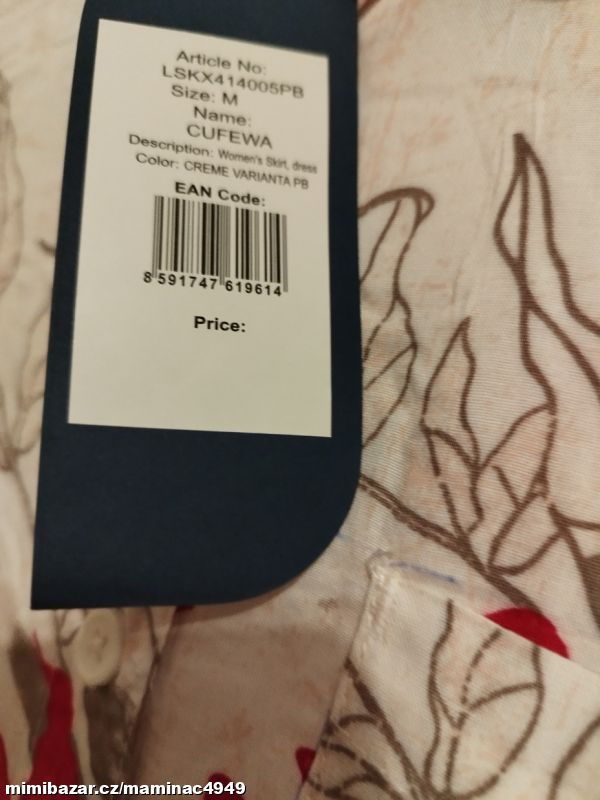 Article No:
LSKX414005PB
Size: M
Name:
CUFEWA
Description: Women's Skirt, dress
Color: CREME VARIANTA PB
EAN Code:
8 591747 619614
Price:
mimibazar.cz/maminac4949